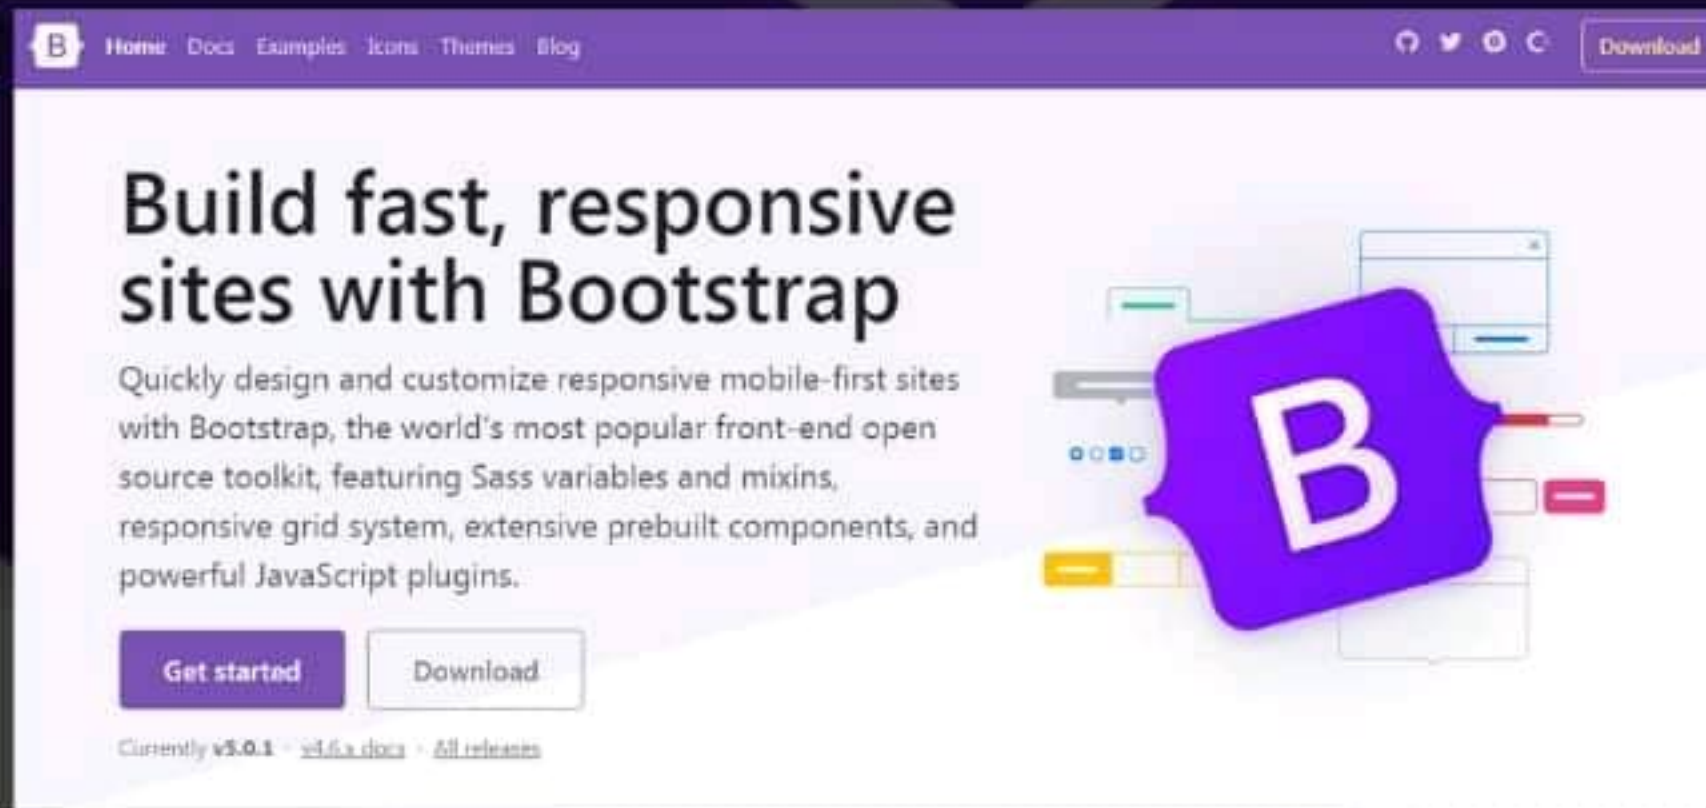 B Home Docs Examples Icons Themes Blog Download
Build fast, responsive
sites with Bootstrap
Quickly design and customize responsive mobile-first sites
with Bootstrap, the world's most popular front-end open
source toolkit, featuring Sass variables and mixins,
responsive grid system, extensive prebuilt components, and
powerful JavaScript plugins.
B
Get started Download
Currently v5.0.1 · v4.6.x docs · All releases